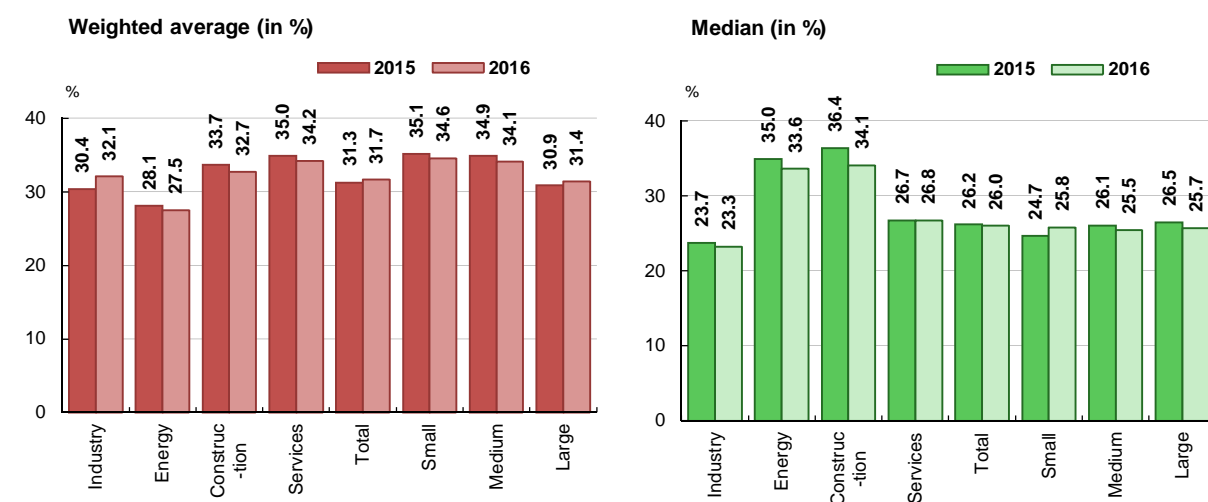 Weighted average (in %)
2015 2016
%
40
30
20
10
0
30.4 32.1 28.1 27.5 33.7 32.7 35.0 34.2 31.3 31.7 35.1 34.6 34.9 34.1 30.9 31.4
Industry
Energy
Construc
-tion
Services
Total
Small
Medium
Large
Median (in %)
2015 2016
%
40
30
20
10
0
23.7 23.3 35.0 33.6 36.4 34.1 26.7 26.8 26.2 26.0 24.7 25.8 26.1 25.5 26.5 25.7
Industry
Energy
Construc
-tion
Services
Total
Small
Medium
Large